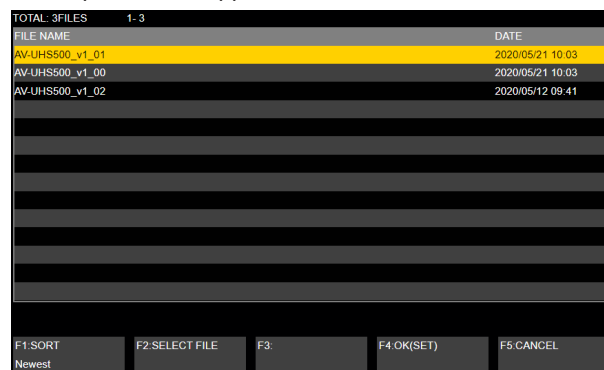 TOTAL: 3FILES 1- 3
FILE NAME DATE
AV-UHS500_v1_01 2020/05/21 10:03
AV-UHS500_v1_00 2020/05/21 10:03
AV-UHS500_v1_02 2020/05/12 09:41
F1:SORT F2:SELECT FILE F3: F4:OK(SET) F5:CANCEL
Newest